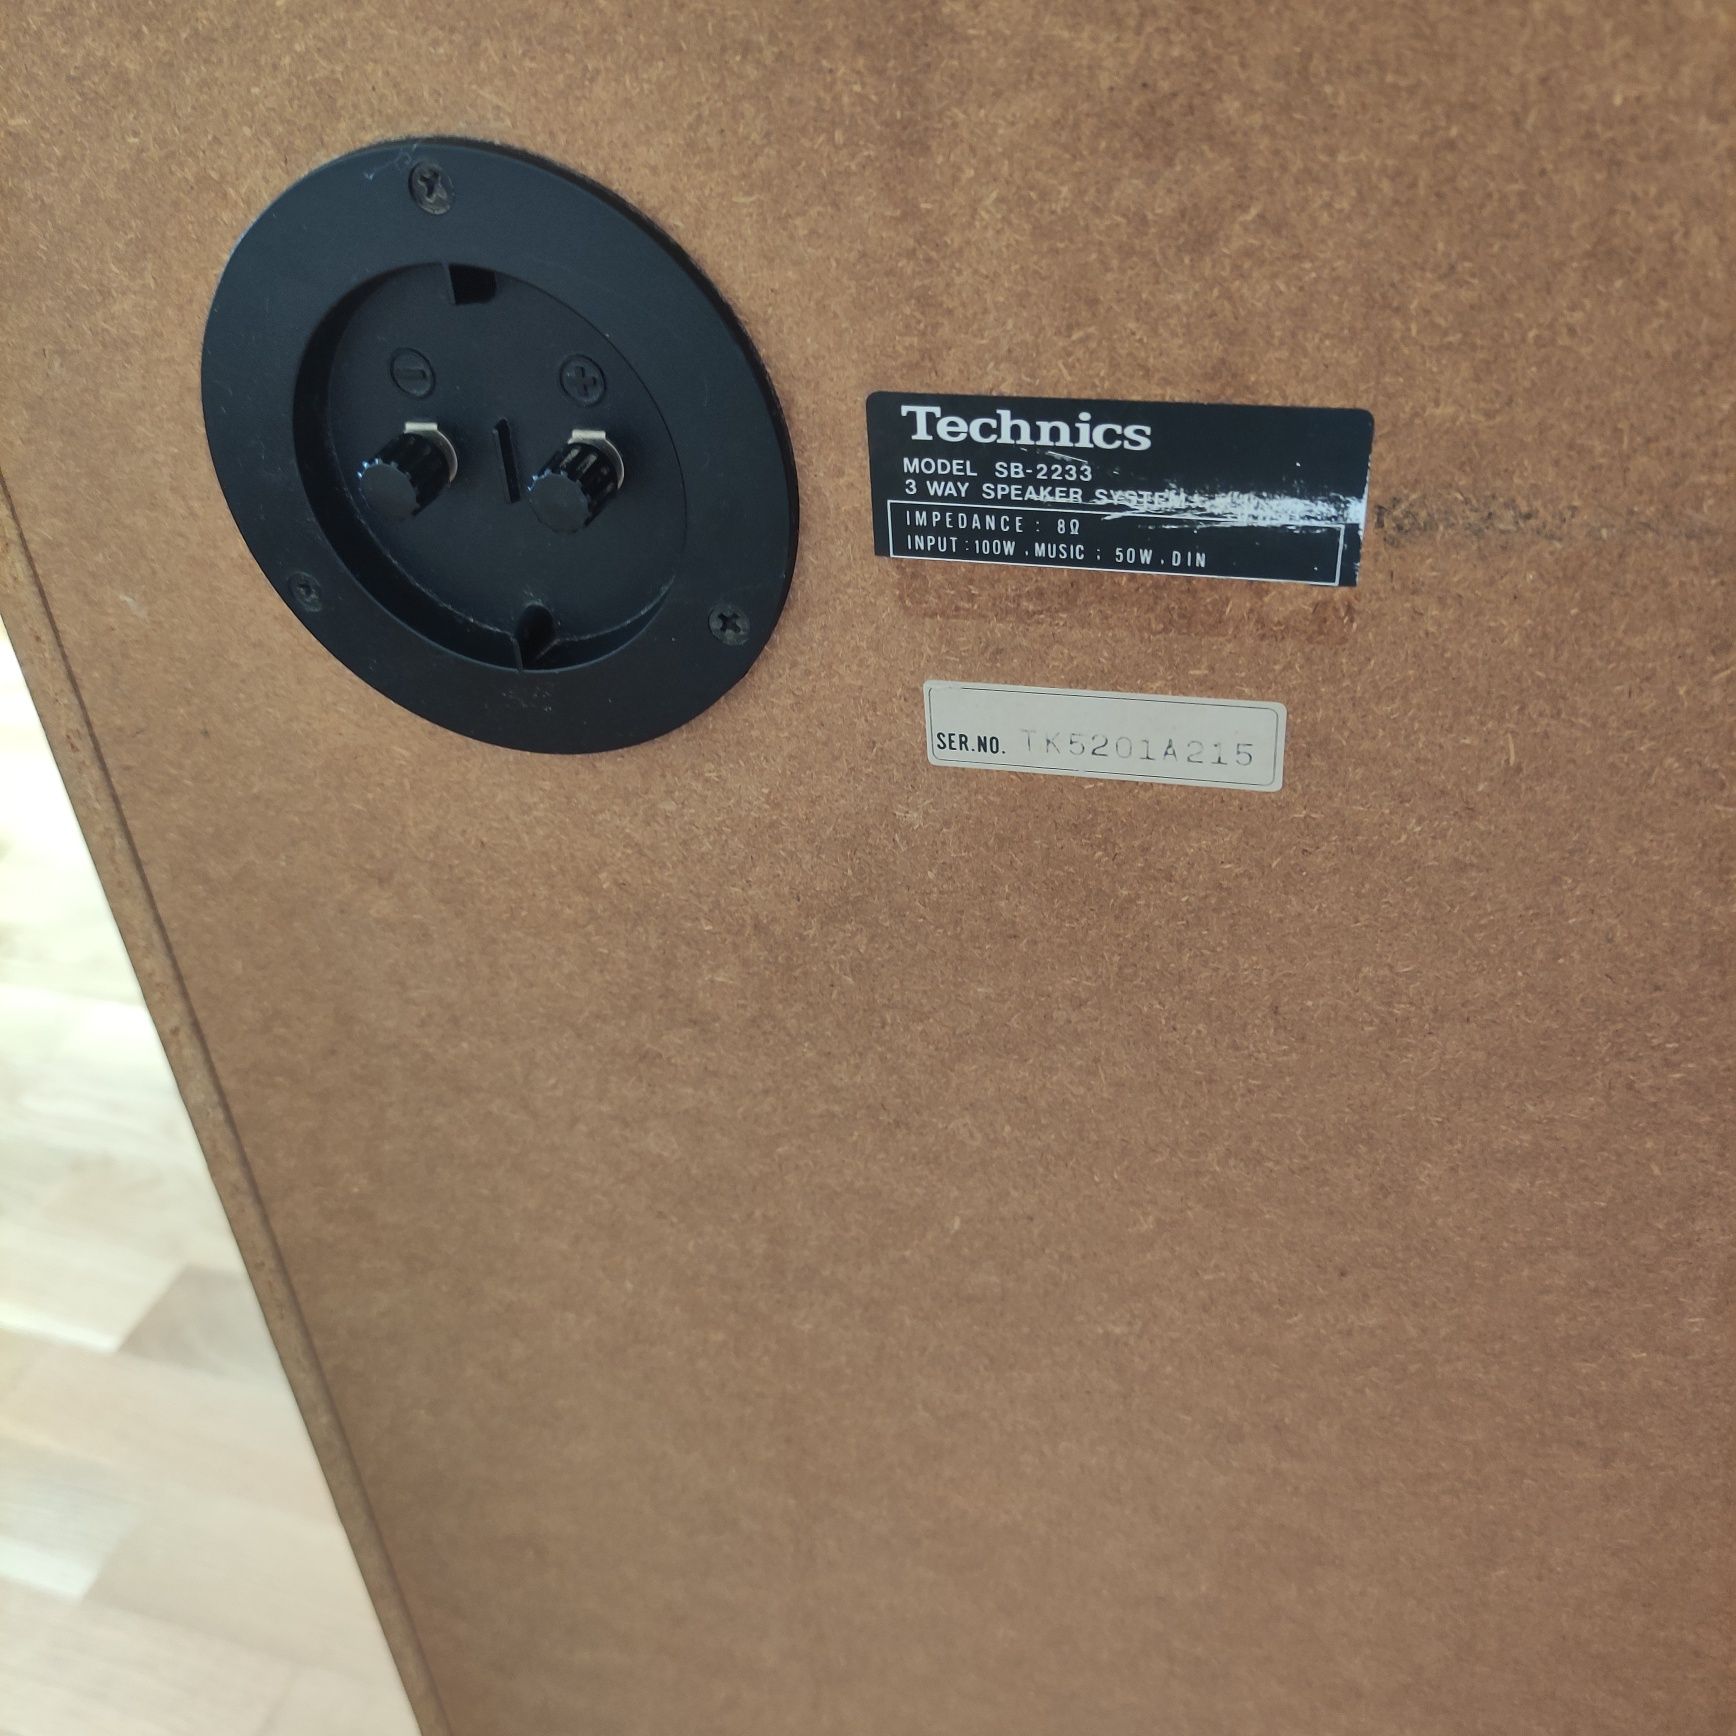 Technics
MODEL SB-2233
3 WAY SPEAKER SYSTEM
IMPEDANCE : 8Ω
INPUT : 100W . MUSIC ; 50W . DIN
SER.NO. TK5201A215
- +